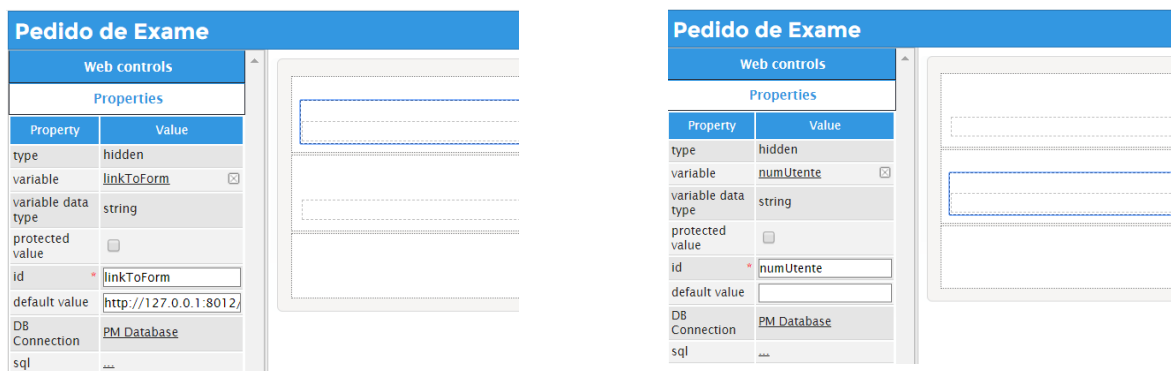 Pedido de Exame
Web controls
Properties
Property Value
type hidden
variable linkToForm
variable data
type
string
protected
value
id * linkToForm
default value http://127.0.0.1:8012/
DB
Connection
PM Database
sql ...
Pedido de Exame
Web controls
Properties
Property Value
type hidden
variable numUtente
variable data
type
string
protected
value
id * numUtente
default value
DB
Connection
PM Database
sql ...